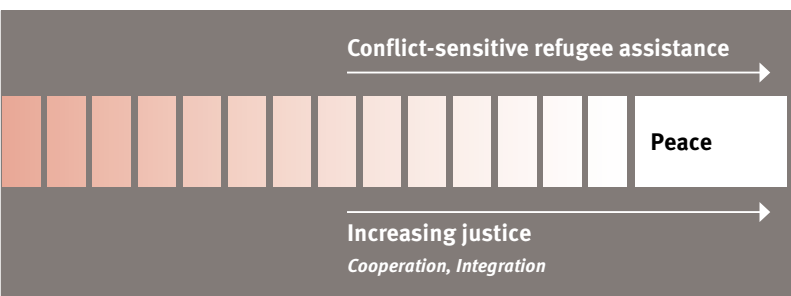 Conflict-sensitive refugee assistance
Peace
Increasing justice
Cooperation, Integration